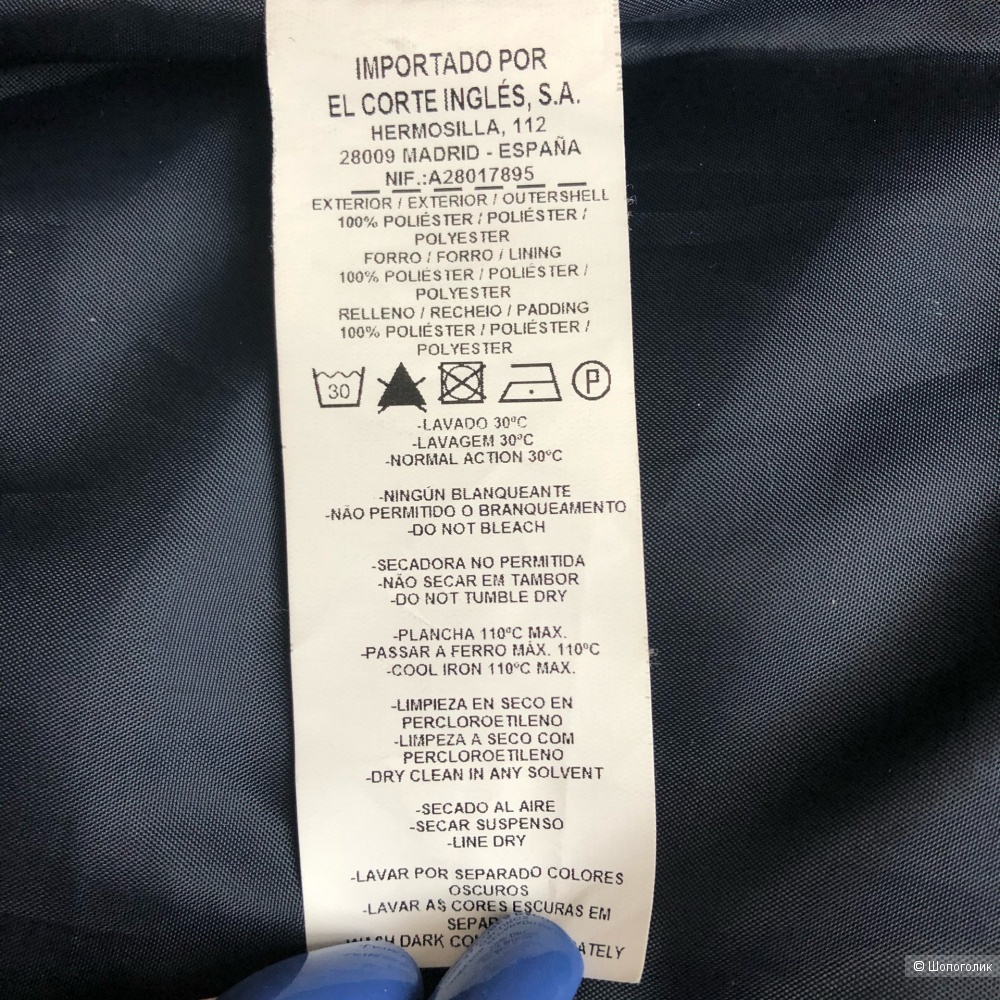 IMPORTADO POR
EL CORTE INGLÉS, S.A.
HERMOSILLA, 112
28009 MADRID - ESPAÑA
NIF.:A28017895
EXTERIOR / EXTERIOR / OUTERSHELL
100% POLIÉSTER / POLIÉSTER /
POLYESTER
FORRO / FORRO / LINING
100% POLIÉSTER / POLIÉSTER /
POLYESTER
RELLENO / RECHEIO / PADDING
100% POLIÉSTER / POLIÉSTER /
POLYESTER
30 P
-LAVADO 30ºC
-LAVAGEM 30ºC
-NORMAL ACTION 30ºC
-NINGÚN BLANQUEANTE
-NÃO PERMITIDO O BRANQUEAMENTO
-DO NOT BLEACH
-SECADORA NO PERMITIDA
-NÃO SECAR EM TAMBOR
-DO NOT TUMBLE DRY
-PLANCHA 110ºC MAX.
-PASSAR A FERRO MÁX. 110ºC
-COOL IRON 110ºC MAX.
-LIMPIEZA EN SECO EN
PERCLOROETILENO
-LIMPEZA A SECO COM
PERCLOROETILENO
-DRY CLEAN IN ANY SOLVENT
-SECADO AL AIRE
-SECAR SUSPENSO
-LINE DRY
-LAVAR POR SEPARADO COLORES
OSCUROS
-LAVAR AS CORES ESCURAS EM
SEPAR
WASH DARK CO ATELY
© Шопоголик